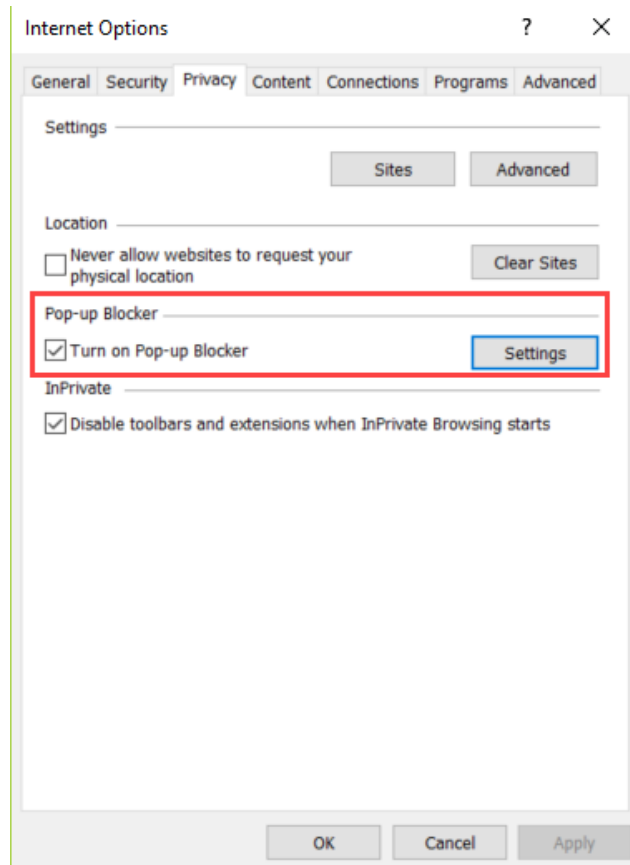 Internet Options ?
General Security Privacy Content Connections Programs Advanced
Settings
Sites Advanced
Location
Never allow websites to request your
physical location
Clear Sites
Pop-up Blocker
Turn on Pop-up Blocker Settings
InPrivate
Disable toolbars and extensions when InPrivate Browsing starts
OK Cancel Apply